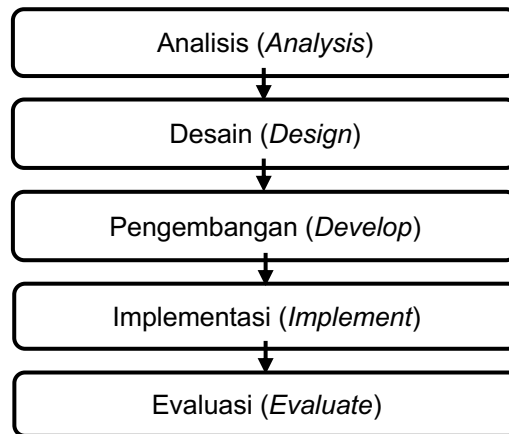 Analisis (Analysis)
Desain (Design)
Pengembangan (Develop)
Implementasi (Implement)
Evaluasi (Evaluate)